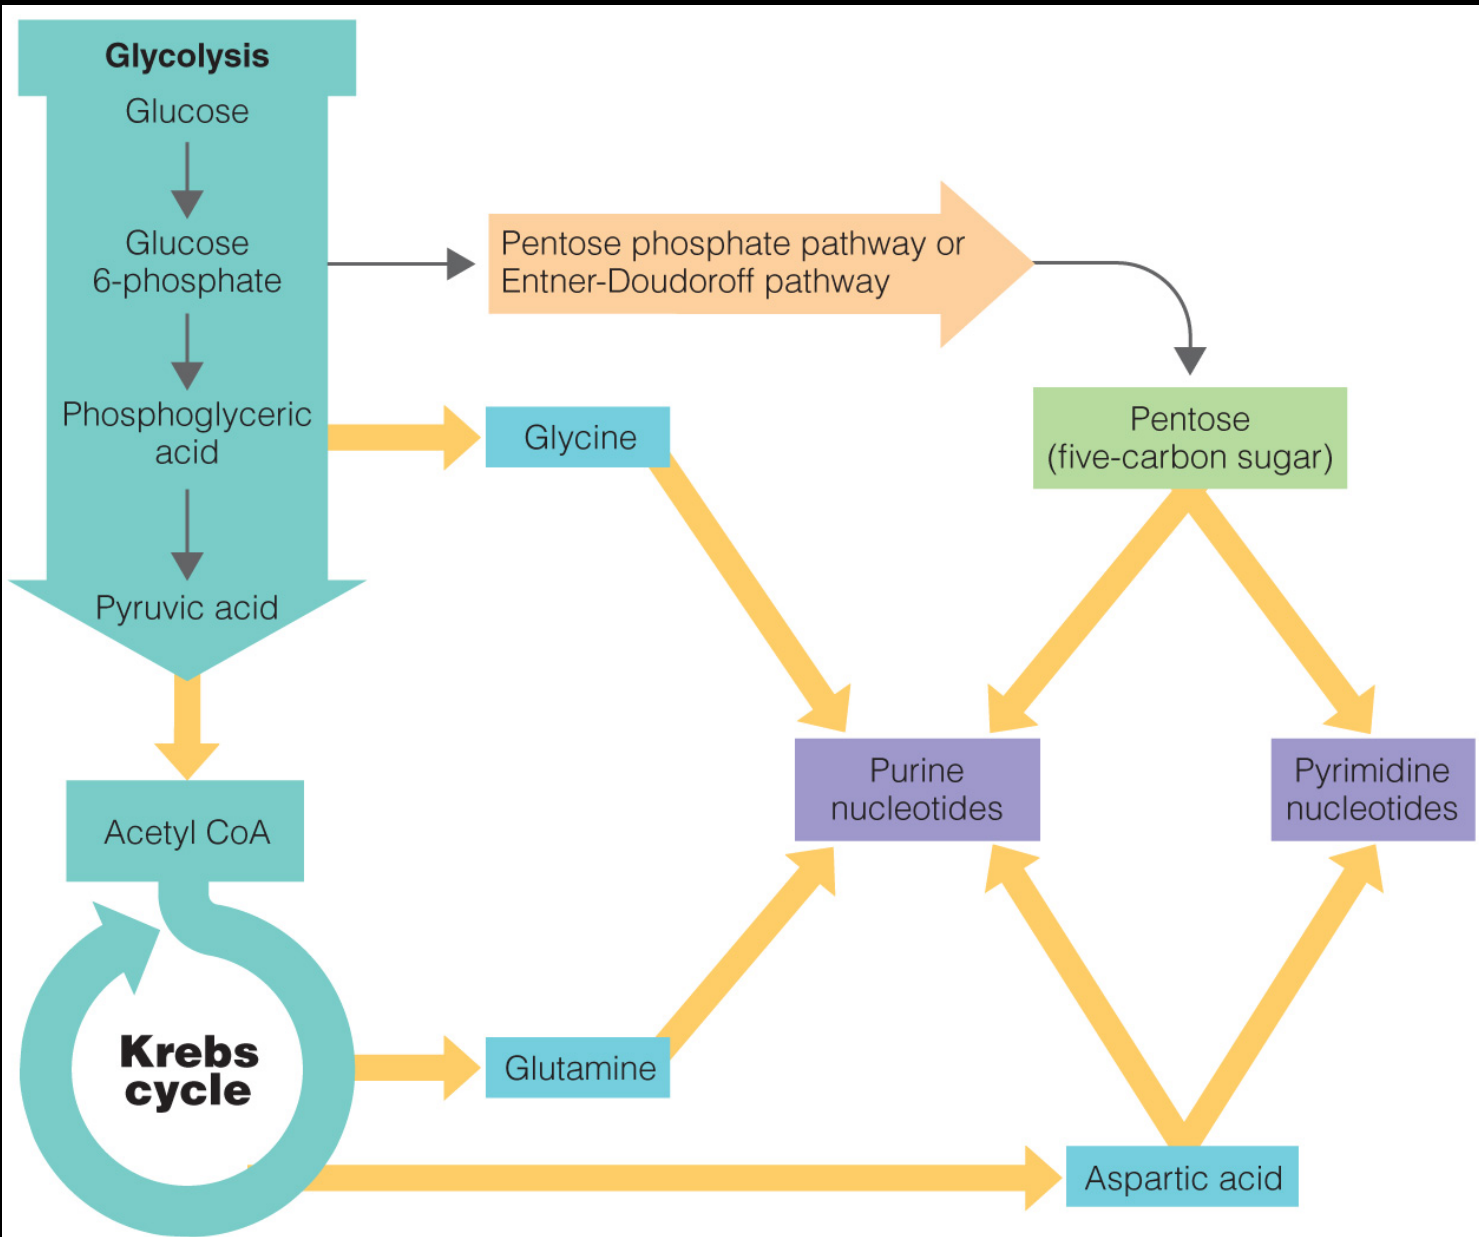 Glycolysis
Glucose
Glucose
6-phosphate
Phosphoglyceric
acid
Pyruvic acid
Acetyl CoA
Krebs
cycle
Pentose phosphate pathway or
Entner-Doudoroff pathway
Glycine
Pentose
(five-carbon sugar)
Purine
nucleotides
Pyrimidine
nucleotides
Glutamine
Aspartic acid